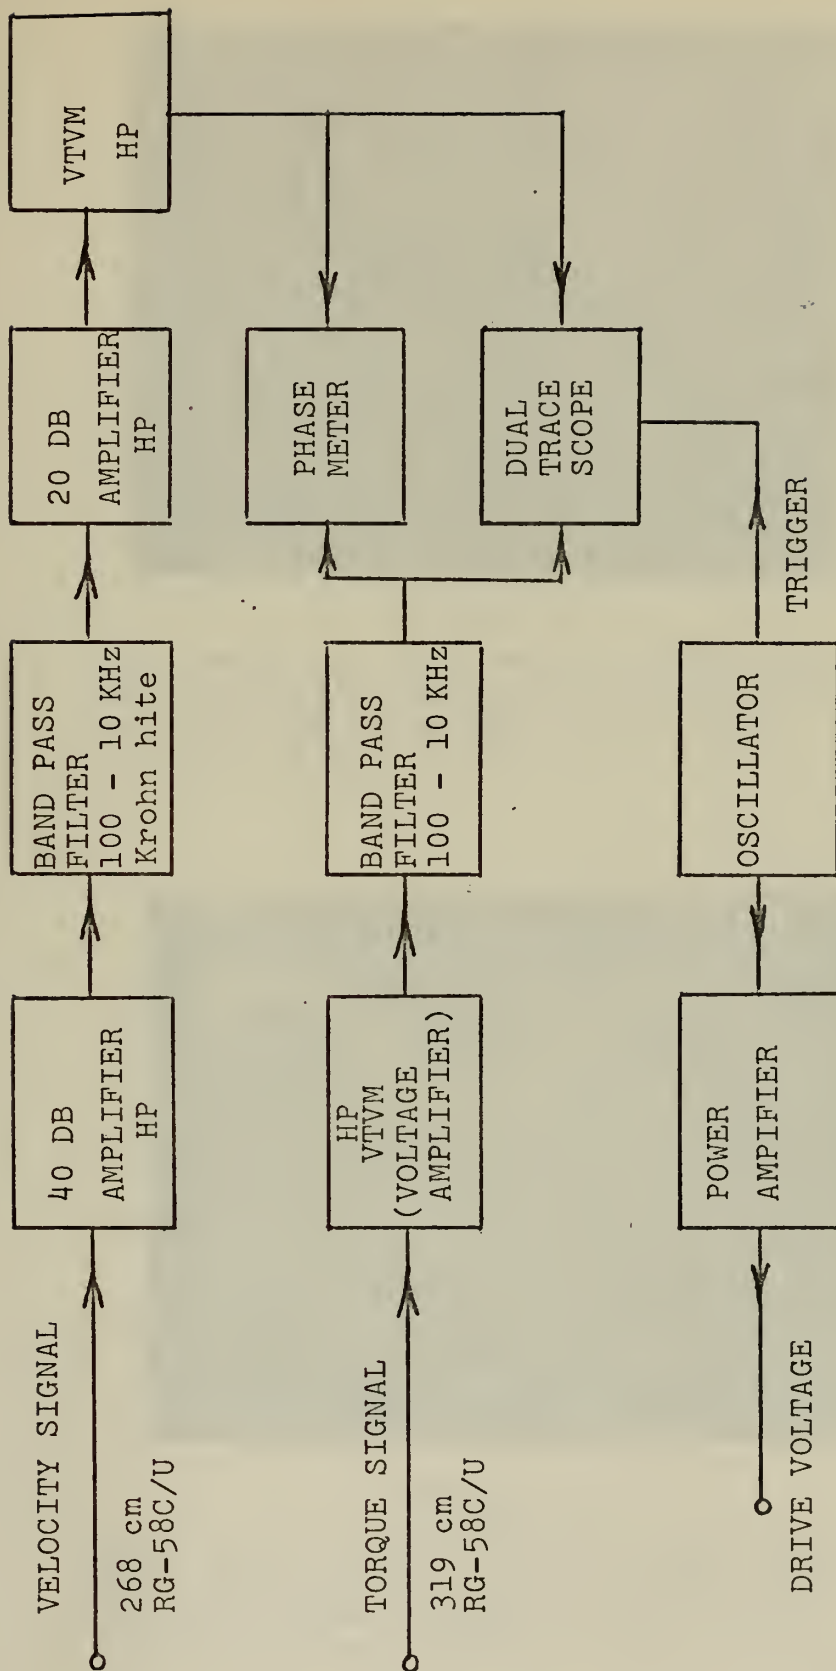 VELOCITY SIGNAL
268 cm
RG-58C/U
40 DB
AMPLIFIER
HP
BAND PASS
FILTER
100 - 10 KHz
Krohn hite
20 DB
AMPLIFIER
HP
VTVM
HP
TORQUE SIGNAL
319 cm
RG-58C/U
HP
VTVM
(VOLTAGE
AMPLIFIER)
BAND PASS
FILTER
100 - 10 KHz
PHASE
METER
DUAL
TRACE
SCOPE
DRIVE VOLTAGE
POWER
AMPIFIER
OSCILLATOR
TRIGGER